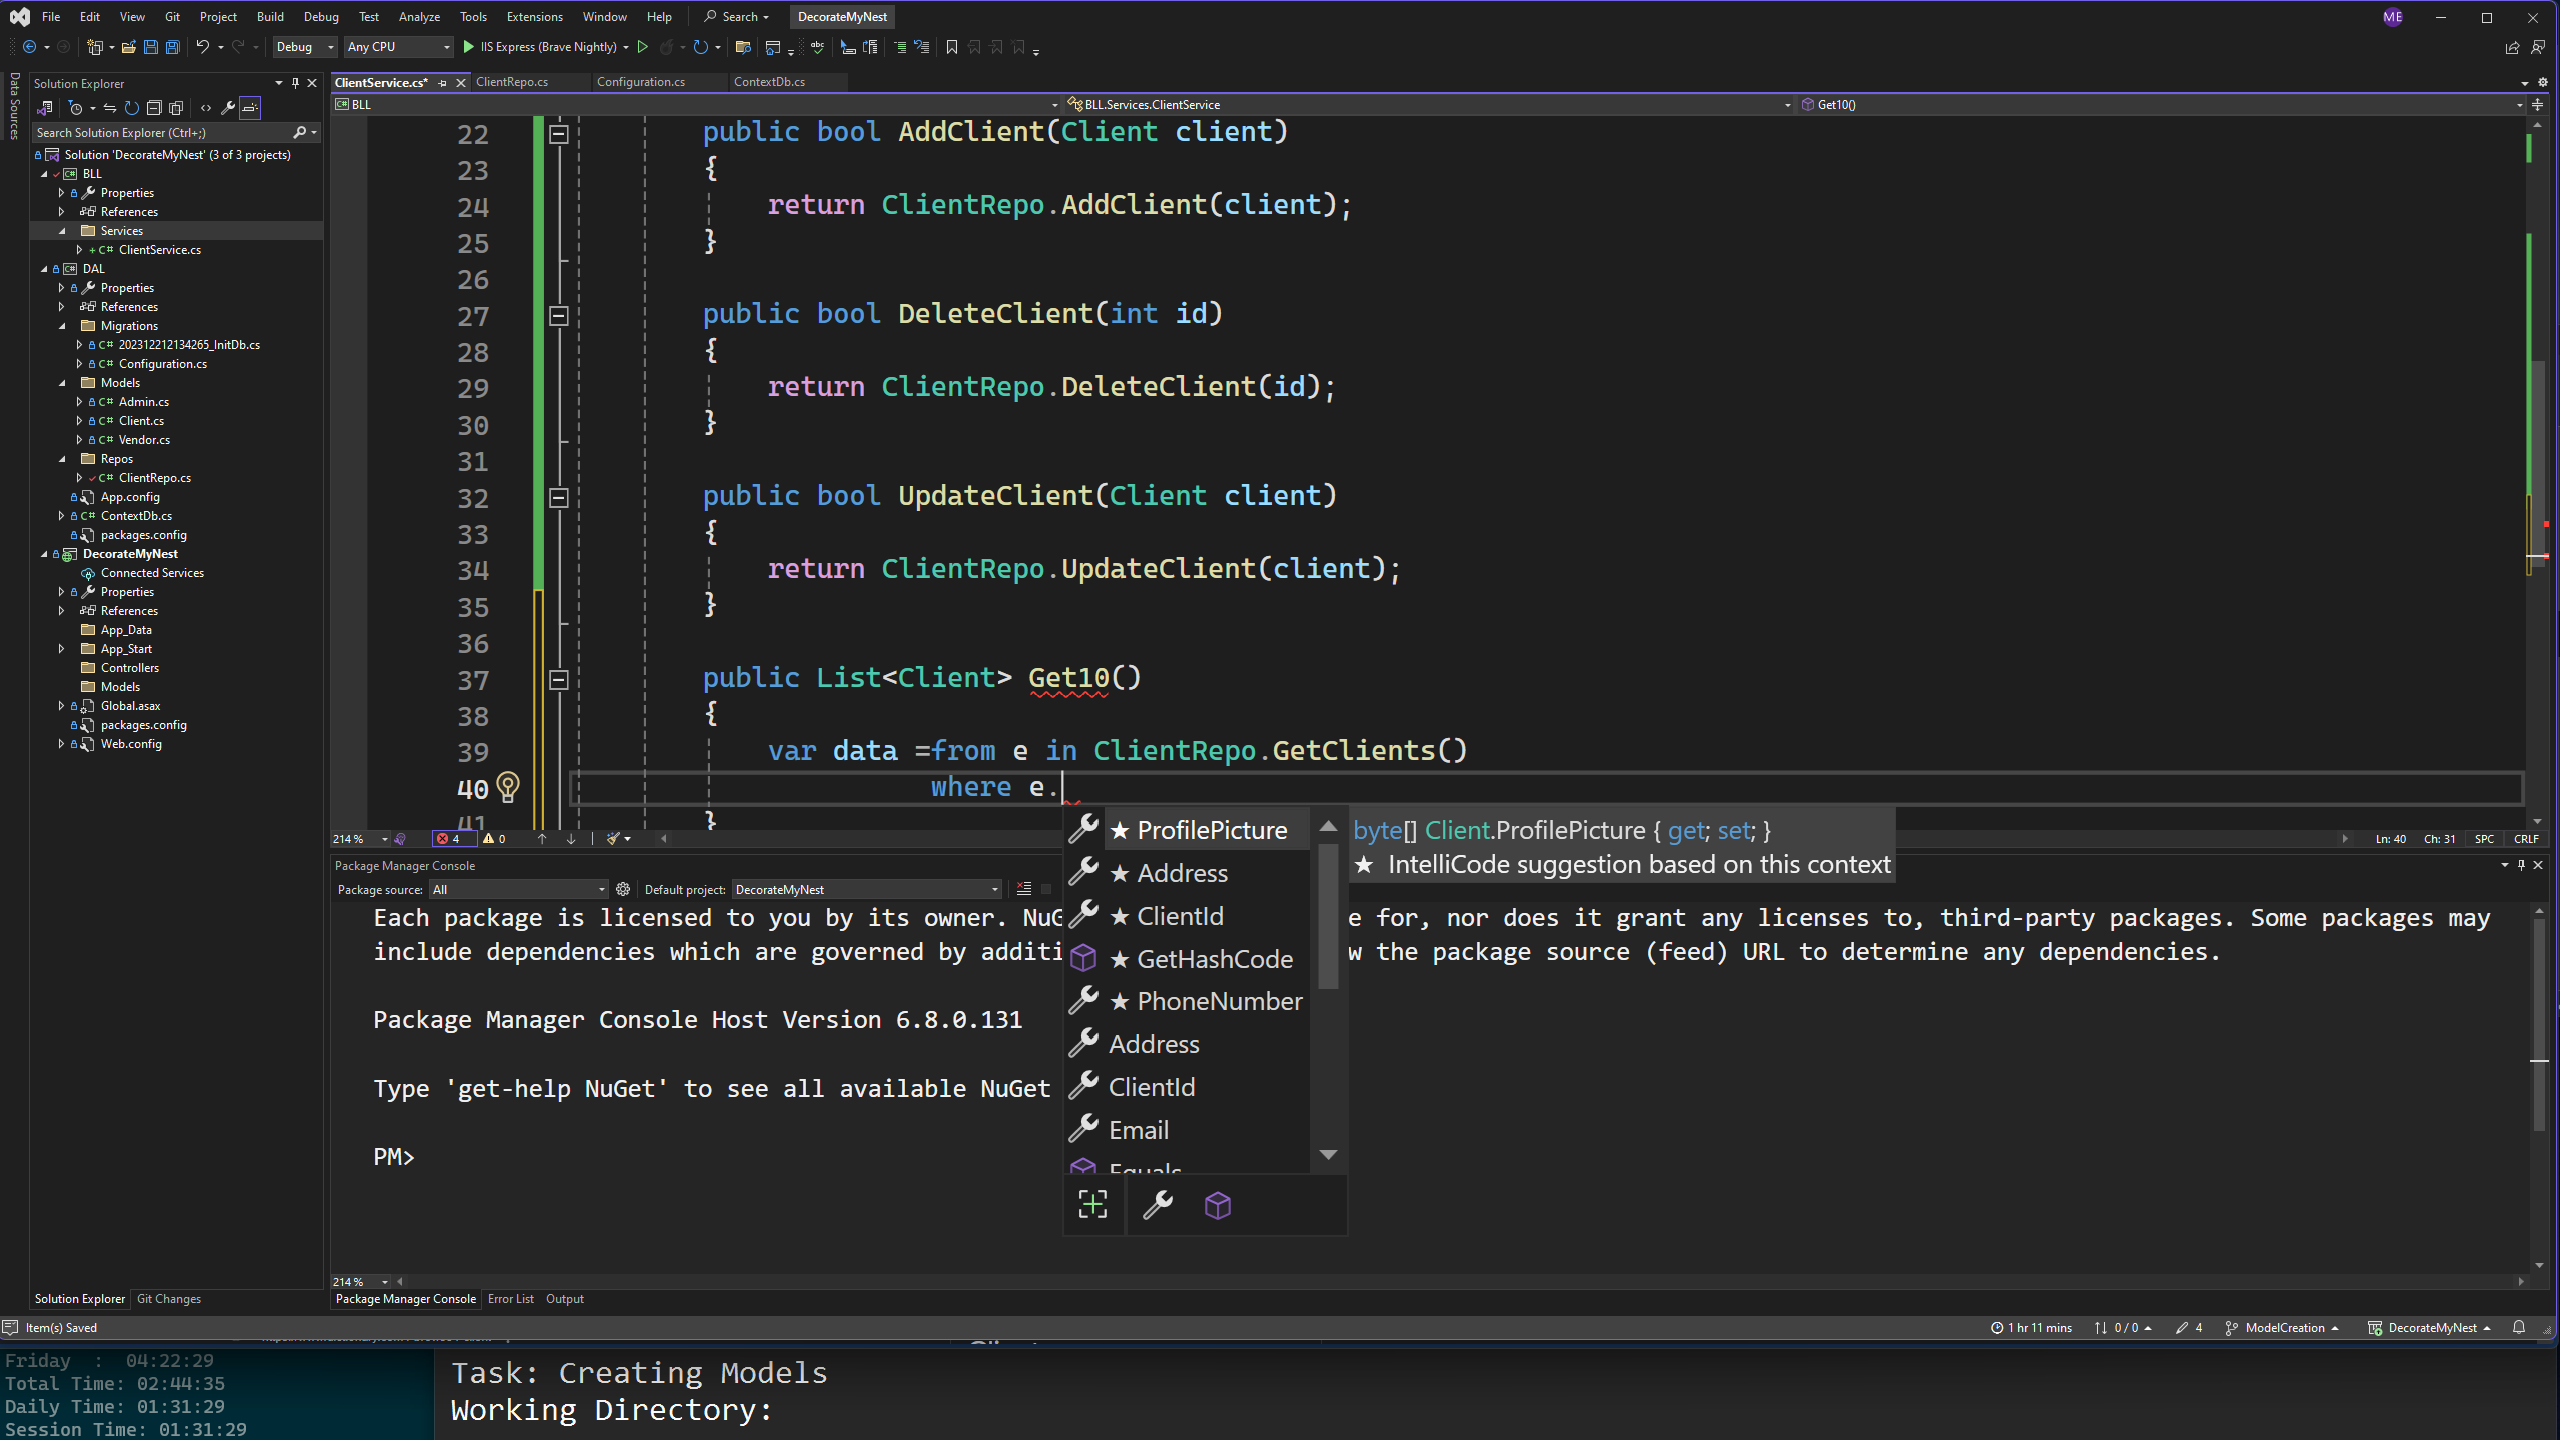 File Edit View Git Project Build Debug Test Analyze Tools Extensions Window Help Search DecorateMyNest ME
Debug Any CPU IIS Express (Brave Nightly)
Data Sources
Solution Explorer
Search Solution Explorer (Ctrl+;)
Solution 'DecorateMyNest' (3 of 3 projects)
BLL
Properties
References
Services
ClientService.cs
DAL
Properties
References
Migrations
202312212134265_InitDb.cs
Configuration.cs
Models
Admin.cs
Client.cs
Vendor.cs
Repos
ClientRepo.cs
App.config
ContextDb.cs
packages.config
DecorateMyNest
Connected Services
Properties
References
App_Data
App_Start
Controllers
Models
Global.asax
packages.config
Web.config
Solution Explorer Git Changes
ClientService.cs* ClientRepo.cs Configuration.cs ContextDb.cs
BLL BLL.Services.ClientService Get10()
22 public bool AddClient(Client client)
23 {
24 return ClientRepo.AddClient(client);
25 }
26
27 public bool DeleteClient(int id)
28 {
29 return ClientRepo.DeleteClient(id);
30 }
31
32 public bool UpdateClient(Client client)
33 {
34 return ClientRepo.UpdateClient(client);
35 }
36
37 public List<Client> Get10()
38 {
39 var data =from e in ClientRepo.GetClients()
40 where e.
41 }
214 % 4 0 Ln: 40 Ch: 31 SPC CRLF
★ ProfilePicture
★ Address
★ ClientId
★ GetHashCode
★ PhoneNumber
Address
ClientId
Email
Equals
byte[] Client.ProfilePicture { get; set; }
★ IntelliCode suggestion based on this context
Package Manager Console
Package source: All Default project: DecorateMyNest
Each package is licensed to you by its owner. NuG e for, nor does it grant any licenses to, third-party packages. Some packages may
include dependencies which are governed by additi w the package source (feed) URL to determine any dependencies.
Package Manager Console Host Version 6.8.0.131
Type 'get-help NuGet' to see all available NuGet
PM>
214 %
Package Manager Console Error List Output
Item(s) Saved 1 hr 11 mins 0 / 0 4 ModelCreation DecorateMyNest
Friday : 04:22:29
Total Time: 02:44:35
Daily Time: 01:31:29
Session Time: 01:31:29
Task: Creating Models
Working Directory: